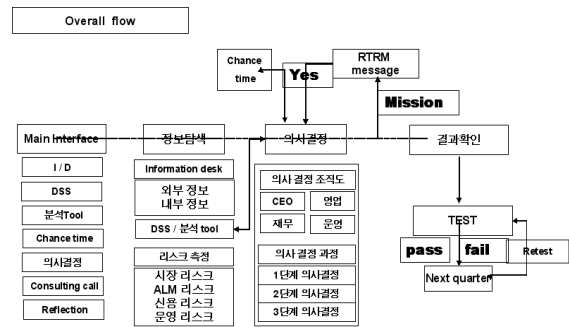 Overall flow
Chance
time
Yes
RTRM
message
Mission
Main Interface
정보탐색
의사결정
결과확인
I / D
DSS
분석Tool
Chance time
의사결정
Consulting call
Reflection
Information desk
외부 정보
내부 정보
DSS / 분석 tool
리스크 측정
시장 리스크
ALM 리스크
신용 리스크
운영 리스크
의사 결정 조직도
CEO
영업
재무
운영
의사 결정 과정
1단계 의사결정
2단계 의사결정
3단계 의사결정
TEST
pass
fail
Retest
Next quarter